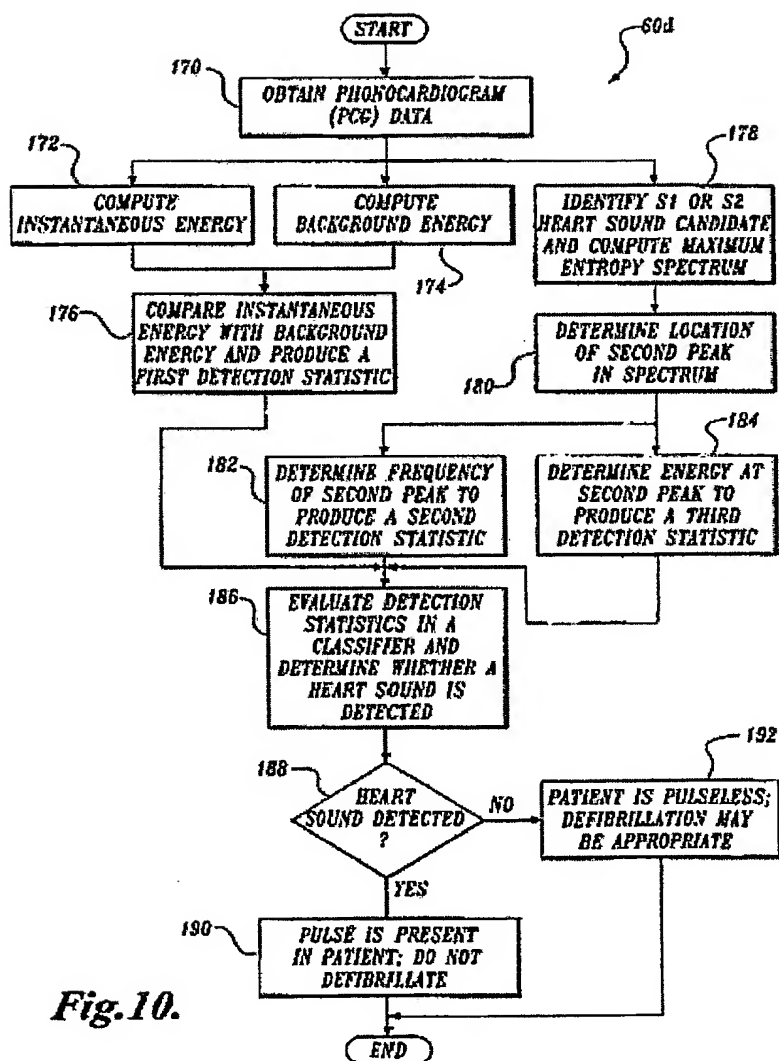 START
60d
170
OBTAIN PHONOCARDIOGRAM
(PCG) DATA
172
178
COMPUTE
INSTANTANEOUS ENERGY
COMPUTE
BACKGROUND ENERGY
IDENTIFY S1 OR S2
HEART SOUND CANDIDATE
AND COMPUTE MAXIMUM
ENTROPY SPECTRUM
174
176
COMPARE INSTANTANEOUS
ENERGY WITH BACKGROUND
ENERGY AND PRODUCE A
FIRST DETECTION STATISTIC
DETERMINE LOCATION
OF SECOND PEAK
IN SPECTRUM
180
184
182
DETERMINE FREQUENCY
OF SECOND PEAK TO
PRODUCE A SECOND
DETECTION STATISTIC
DETERMINE ENERGY AT
SECOND PEAK TO
PRODUCE A THIRD
DETECTION STATISTIC
186
EVALUATE DETECTION
STATISTICS IN A
CLASSIFIER AND
DETERMINE WHETHER A
HEART SOUND IS
DETECTED
188
HEART
SOUND DETECTED
?
NO
192
PATIENT IS PULSELESS;
DEFIBRILLATION MAY
BE APPROPRIATE
YES
190
PULSE IS PRESENT
IN PATIENT; DO NOT
DEFIBRILLATE
Fig.10.
END